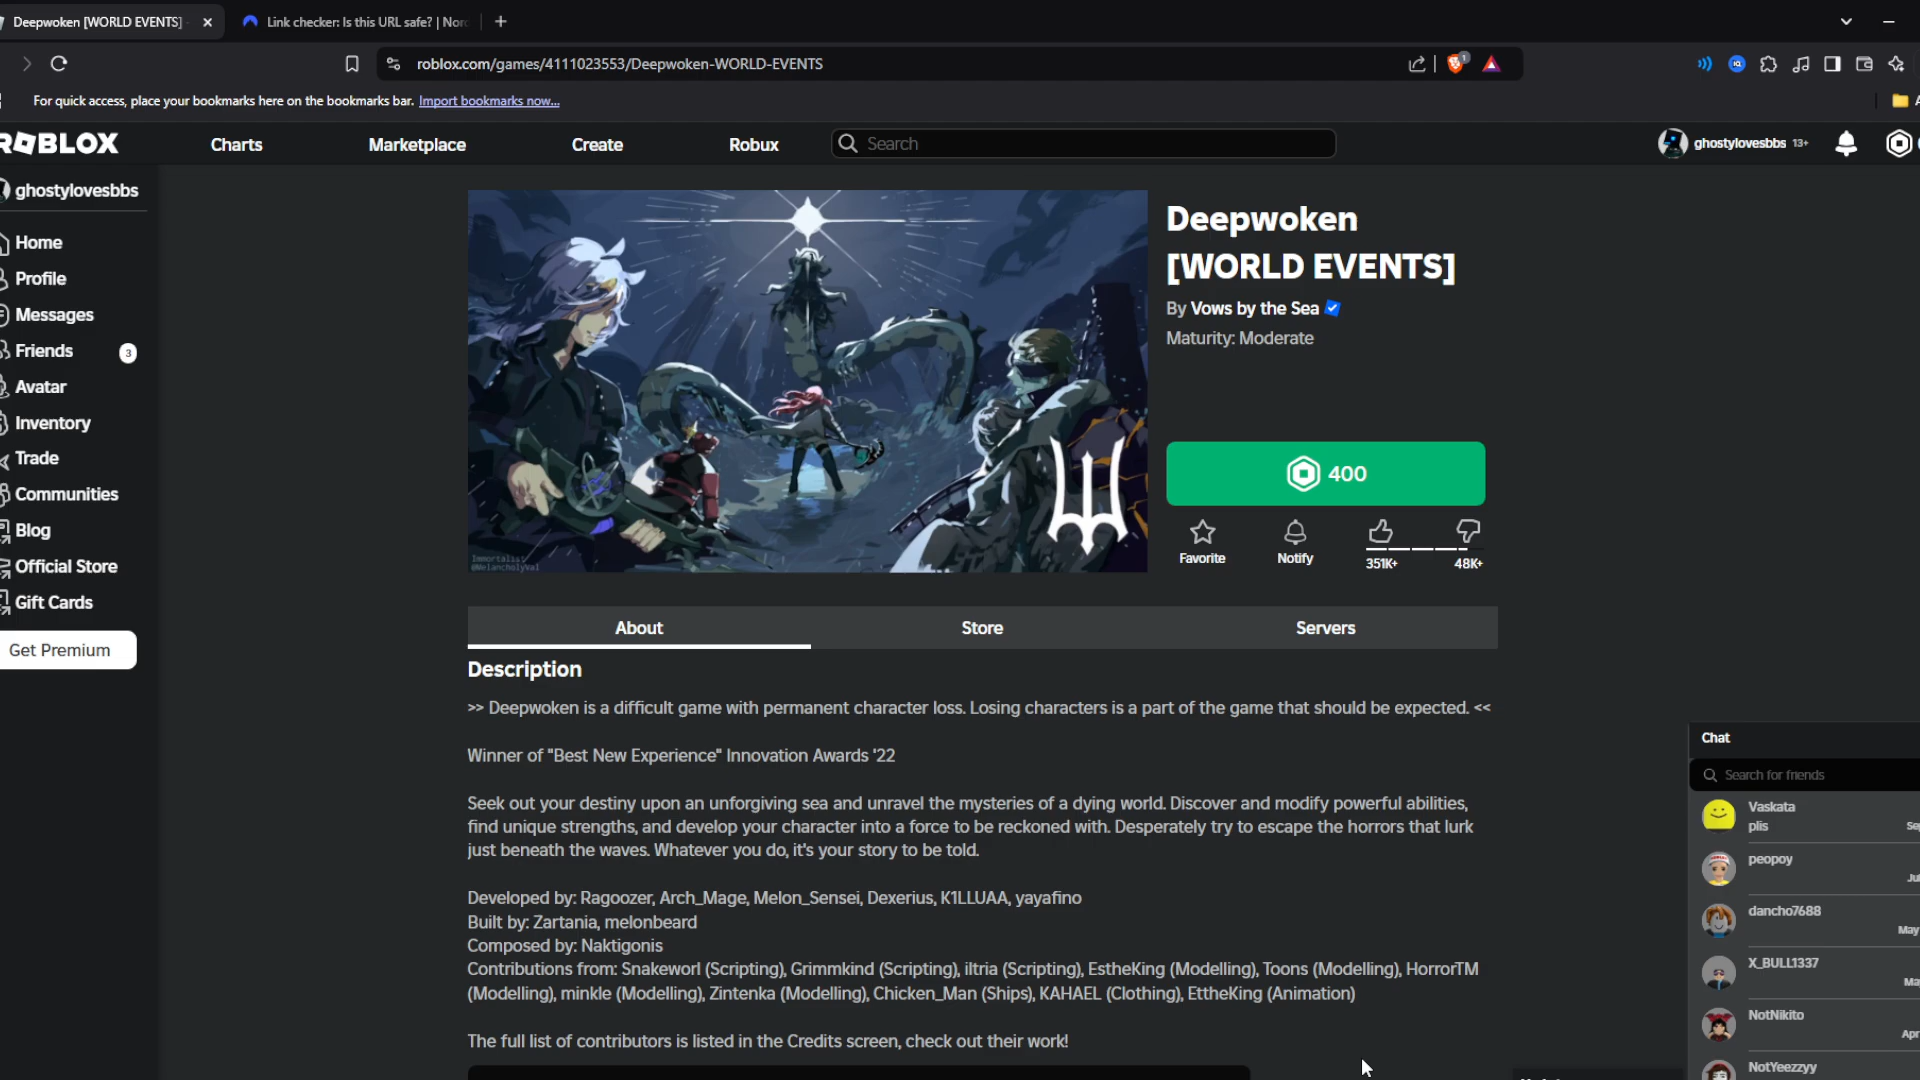 Deepwoken [WORLD EVENTS]
Link checker: Is this URL safe? | Nord
roblox.com/games/4111023553/Deepwoken-WORLD-EVENTS
1
For quick access, place your bookmarks here on the bookmarks bar. Import bookmarks now...
ROBLOX
Charts
Marketplace
Create
Robux
Search
ghostylovesbbs 13+
ghostylovesbbs
Home
Profile
Messages
Friends
3
Avatar
Inventory
Trade
Communities
Blog
Official Store
Gift Cards
Get Premium
Immortalist
@MelancholyVal
Deepwoken
[WORLD EVENTS]
By Vows by the Sea
Maturity: Moderate
400
Favorite
Notify
351K+
48K+
About
Store
Servers
Description
>> Deepwoken is a difficult game with permanent character loss. Losing characters is a part of the game that should be expected. <<
Winner of "Best New Experience" Innovation Awards '22
Seek out your destiny upon an unforgiving sea and unravel the mysteries of a dying world. Discover and modify powerful abilities,
find unique strengths, and develop your character into a force to be reckoned with. Desperately try to escape the horrors that lurk
just beneath the waves. Whatever you do, it's your story to be told.
Developed by: Ragoozer, Arch_Mage, Melon_Sensei, Dexerius, K1LLUAA, yayafino
Built by: Zartania, melonbeard
Composed by: Naktigonis
Contributions from: Snakeworl (Scripting), Grimmkind (Scripting), iltria (Scripting), EstheKing (Modelling), Toons (Modelling), HorrorTM
(Modelling), minkle (Modelling), Zintenka (Modelling), Chicken_Man (Ships), KAHAEL (Clothing), EttheKing (Animation)
The full list of contributors is listed in the Credits screen, check out their work!
Chat
Search for friends
Vaskata
plis
Se
peopoy
Ju
dancho7688
May
X_BULL1337
Ma
NotNikito
Apr
NotYeezzyy